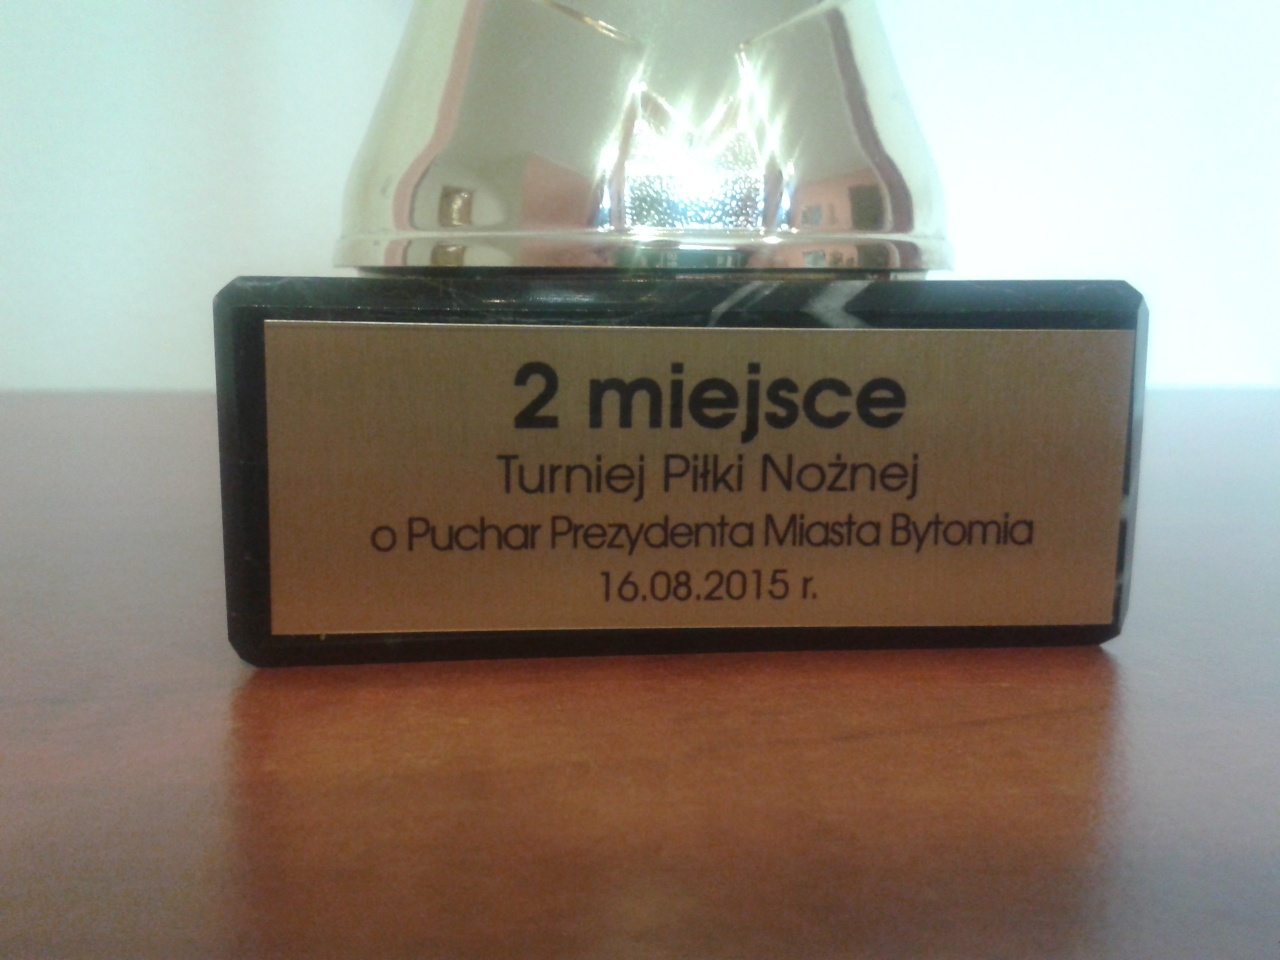 2 miejsce
Turniej Piłki Nożnej
o Puchar Prezydenta Miasta Bytomia
16.08.2015 r.